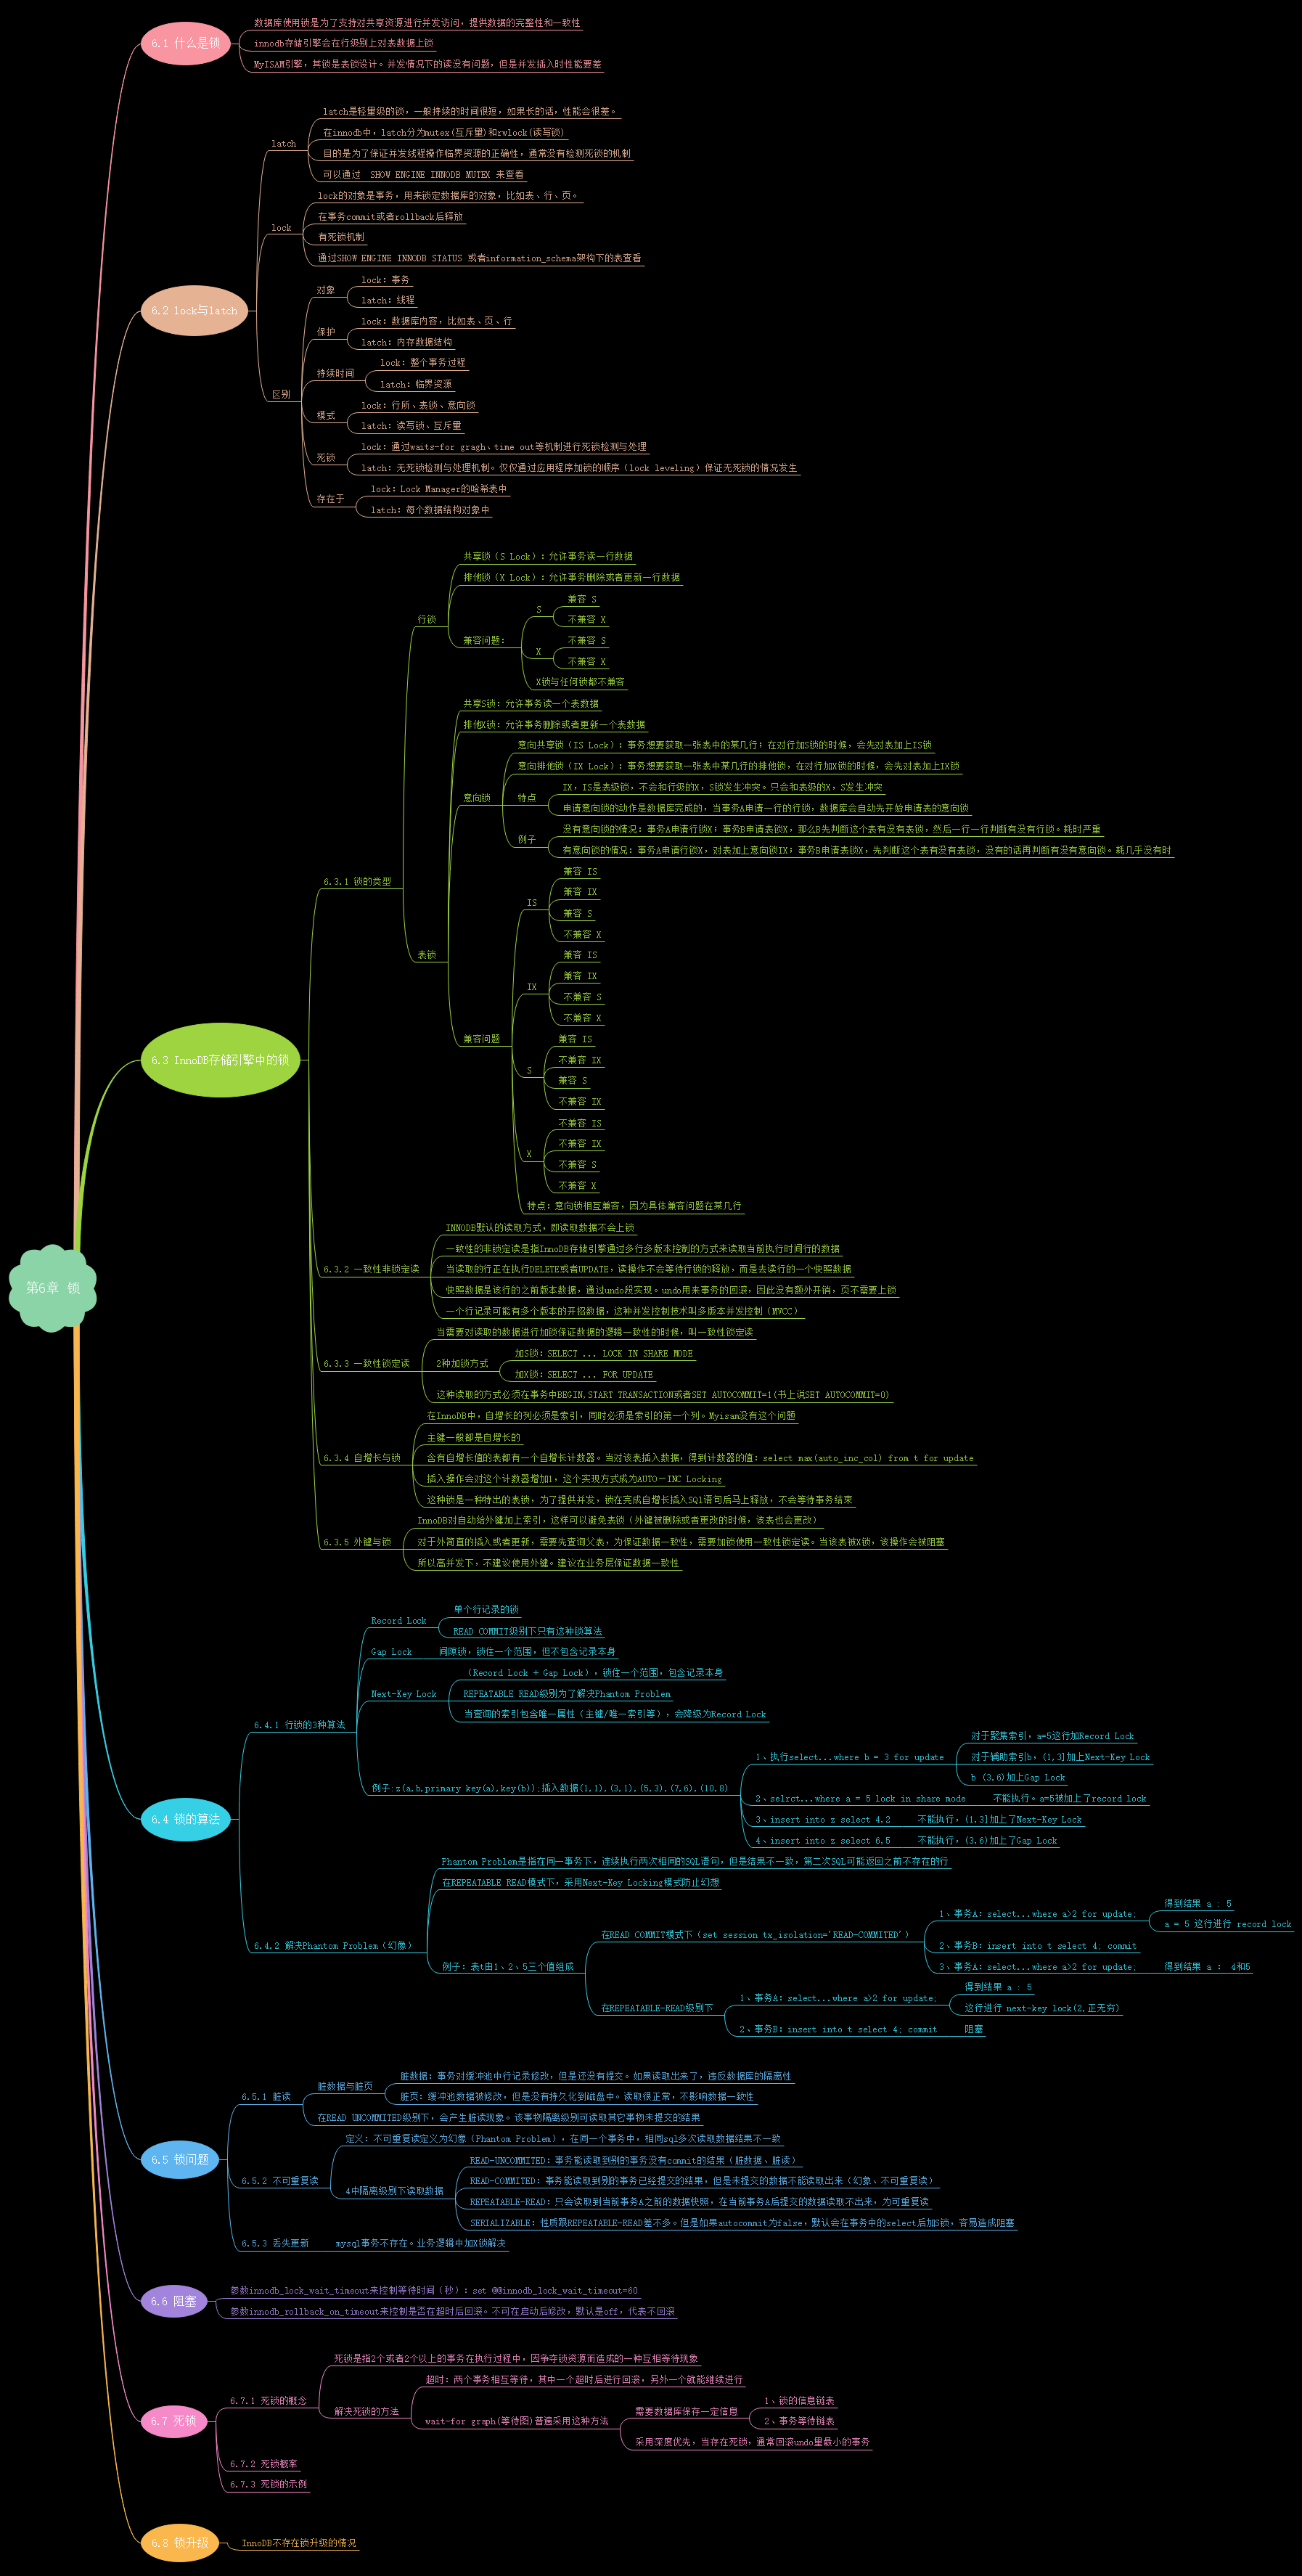 第6章 锁
6.1 什么是锁
数据库使用锁是为了支持对共享资源进行并发访问，提供数据的完整性和一致性
innodb存储引擎会在行级别上对表数据上锁
MyISAM引擎，其锁是表锁设计。并发情况下的读没有问题，但是并发插入时性能要差
6.2 lock与latch
latch
latch是轻量级的锁，一般持续的时间很短，如果长的话，性能会很差。
在innodb中，latch分为mutex(互斥量)和rwlock(读写锁)
目的是为了保证并发线程操作临界资源的正确性，通常没有检测死锁的机制
可以通过  SHOW ENGINE INNODB MUTEX 来查看
lock
lock的对象是事务，用来锁定数据库的对象，比如表、行、页。
在事务commit或者rollback后释放
有死锁机制
通过SHOW ENGINE INNODB STATUS 或者information_schema架构下的表查看
区别
对象
lock：事务
latch：线程
保护
lock：数据库内容，比如表、页、行
latch：内存数据结构
持续时间
lock：整个事务过程
latch：临界资源
模式
lock：行所、表锁、意向锁
latch：读写锁、互斥量
死锁
lock：通过waits-for gragh、time out等机制进行死锁检测与处理
latch：无死锁检测与处理机制。仅仅通过应用程序加锁的顺序（lock leveling）保证无死锁的情况发生
存在于
lock：Lock Manager的哈希表中
latch：每个数据结构对象中
6.3 InnoDB存储引擎中的锁
6.3.1 锁的类型
行锁
共享锁（S Lock）：允许事务读一行数据
排他锁（X Lock）：允许事务删除或者更新一行数据
兼容问题：
S
兼容 S
不兼容 X
X
不兼容 S
不兼容 X
X锁与任何锁都不兼容
表锁
共享S锁：允许事务读一个表数据
排他X锁：允许事务删除或者更新一个表数据
意向锁
意向共享锁（IS Lock）：事务想要获取一张表中的某几行；在对行加S锁的时候，会先对表加上IS锁
意向排他锁（IX Lock）：事务想要获取一张表中某几行的排他锁，在对行加X锁的时候，会先对表加上IX锁
特点
IX，IS是表级锁，不会和行级的X，S锁发生冲突。只会和表级的X，S发生冲突
申请意向锁的动作是数据库完成的，当事务A申请一行的行锁，数据库会自动先开始申请表的意向锁
例子
没有意向锁的情况：事务A申请行锁X；事务B申请表锁X，那么B先判断这个表有没有表锁，然后一行一行判断有没有行锁。耗时严重
有意向锁的情况：事务A申请行锁X，对表加上意向锁IX；事务B申请表锁X，先判断这个表有没有表锁，没有的话再判断有没有意向锁。耗几乎没有时
兼容问题
IS
兼容 IS
兼容 IX
兼容 S
不兼容 X
IX
兼容 IS
兼容 IX
不兼容 S
不兼容 X
S
兼容 IS
不兼容 IX
兼容 S
不兼容 IX
X
不兼容 IS
不兼容 IX
不兼容 S
不兼容 X
特点：意向锁相互兼容，因为具体兼容问题在某几行
6.3.2 一致性非锁定读
INNODB默认的读取方式，即读取数据不会上锁
一致性的非锁定读是指InnoDB存储引擎通过多行多版本控制的方式来读取当前执行时间行的数据
当读取的行正在执行DELETE或者UPDATE，读操作不会等待行锁的释放，而是去读行的一个快照数据
快照数据是该行的之前版本数据，通过undo段实现。undo用来事务的回滚，因此没有额外开销，页不需要上锁
一个行记录可能有多个版本的开招数据，这种并发控制技术叫多版本并发控制（MVCC）
6.3.3 一致性锁定读
当需要对读取的数据进行加锁保证数据的逻辑一致性的时候，叫一致性锁定读
2种加锁方式
加S锁：SELECT ... LOCK IN SHARE MODE
加X锁：SELECT ... FOR UPDATE
这种读取的方式必须在事务中BEGIN,START TRANSACTION或者SET AUTOCOMMIT=1(书上说SET AUTOCOMMIT=0)
6.3.4 自增长与锁
在InnoDB中，自增长的列必须是索引，同时必须是索引的第一个列。Myisam没有这个问题
主键一般都是自增长的
含有自增长值的表都有一个自增长计数器。当对该表插入数据，得到计数器的值：select max(auto_inc_col) from t for update
插入操作会对这个计数器增加1，这个实现方式成为AUTO－INC Locking
这种锁是一种特出的表锁，为了提供并发，锁在完成自增长插入SQl语句后马上释放，不会等待事务结束
6.3.5 外键与锁
InnoDB对自动给外键加上索引，这样可以避免表锁（外键被删除或者更改的时候，该表也会更改）
对于外简直的插入或者更新，需要先查询父表，为保证数据一致性，需要加锁使用一致性锁定读。当该表被X锁，该操作会被阻塞
所以高并发下，不建议使用外键。建议在业务层保证数据一致性
6.4 锁的算法
6.4.1 行锁的3种算法
Record Lock
单个行记录的锁
READ COMMIT级别下只有这种锁算法
Gap Lock
间隙锁，锁住一个范围，但不包含记录本身
Next-Key Lock
（Record Lock + Gap Lock），锁住一个范围，包含记录本身
REPEATABLE READ级别为了解决Phantom Problem
当查询的索引包含唯一属性（主键/唯一索引等），会降级为Record Lock
例子:z(a,b,primary key(a),key(b));插入数据(1,1),(3,1),(5,3),(7,6),(10,8)
1、执行select...where b = 3 for update
对于聚集索引，a=5这行加Record Lock
对于辅助索引b，(1,3]加上Next-Key Lock
b (3,6)加上Gap Lock
2、selrct...where a = 5 lock in share mode
不能执行。a=5被加上了record lock
3、insert into z select 4,2
不能执行，(1,3]加上了Next-Key Lock
4、insert into z select 6,5
不能执行，(3,6)加上了Gap Lock
6.4.2 解决Phantom Problem（幻像）
Phantom Problem是指在同一事务下，连续执行两次相同的SQL语句，但是结果不一致，第二次SQL可能返回之前不存在的行
在REPEATABLE READ模式下，采用Next-Key Locking模式防止幻想
例子：表t由1、2、5三个值组成
在READ COMMIT模式下（set session tx_isolation='READ-COMMITED'）
1、事务A：select...where a>2 for update;
得到结果 a : 5
a = 5 这行进行 record lock
2、事务B：insert into t select 4; commit
3、事务A：select...where a>2 for update;
得到结果 a ： 4和5
在REPEATABLE-READ级别下
1、事务A：select...where a>2 for update;
得到结果 a : 5
这行进行 next-key lock(2,正无穷)
2、事务B：insert into t select 4; commit
阻塞
6.5 锁问题
6.5.1 脏读
脏数据与脏页
脏数据：事务对缓冲池中行记录修改，但是还没有提交。如果读取出来了，违反数据库的隔离性
脏页：缓冲池数据被修改，但是没有持久化到磁盘中。读取很正常，不影响数据一致性
在READ UNCOMMITED级别下，会产生脏读现象。该事物隔离级别可读取其它事物未提交的结果
6.5.2 不可重复读
定义：不可重复读定义为幻像（Phantom Problem），在同一个事务中，相同sql多次读取数据结果不一致
4中隔离级别下读取数据
READ-UNCOMMITED：事务能读取到别的事务没有commit的结果（脏数据、脏读）
READ-COMMITED：事务能读取到别的事务已经提交的结果，但是未提交的数据不能读取出来（幻象、不可重复读）
REPEATABLE-READ：只会读取到当前事务A之前的数据快照，在当前事务A后提交的数据读取不出来，为可重复读
SERIALIZABLE：性质跟REPEATABLE-READ差不多。但是如果autocommit为false，默认会在事务中的select后加S锁，容易造成阻塞
6.5.3 丢失更新
mysql事务不存在。业务逻辑中加X锁解决
6.6 阻塞
参数innodb_lock_wait_timeout来控制等待时间（秒）：set @@innodb_lock_wait_timeout=60
参数innodb_rollback_on_timeout来控制是否在超时后回滚。不可在启动后修改，默认是off，代表不回滚
6.7 死锁
6.7.1 死锁的概念
死锁是指2个或者2个以上的事务在执行过程中，因争夺锁资源而造成的一种互相等待现象
解决死锁的方法
超时：两个事务相互等待，其中一个超时后进行回滚，另外一个就能继续进行
wait-for graph(等待图)普遍采用这种方法
需要数据库保存一定信息
1、锁的信息链表
2、事务等待链表
采用深度优先，当存在死锁，通常回滚undo量最小的事务
6.7.2 死锁概率
6.7.3 死锁的示例
6.8 锁升级
InnoDB不存在锁升级的情况